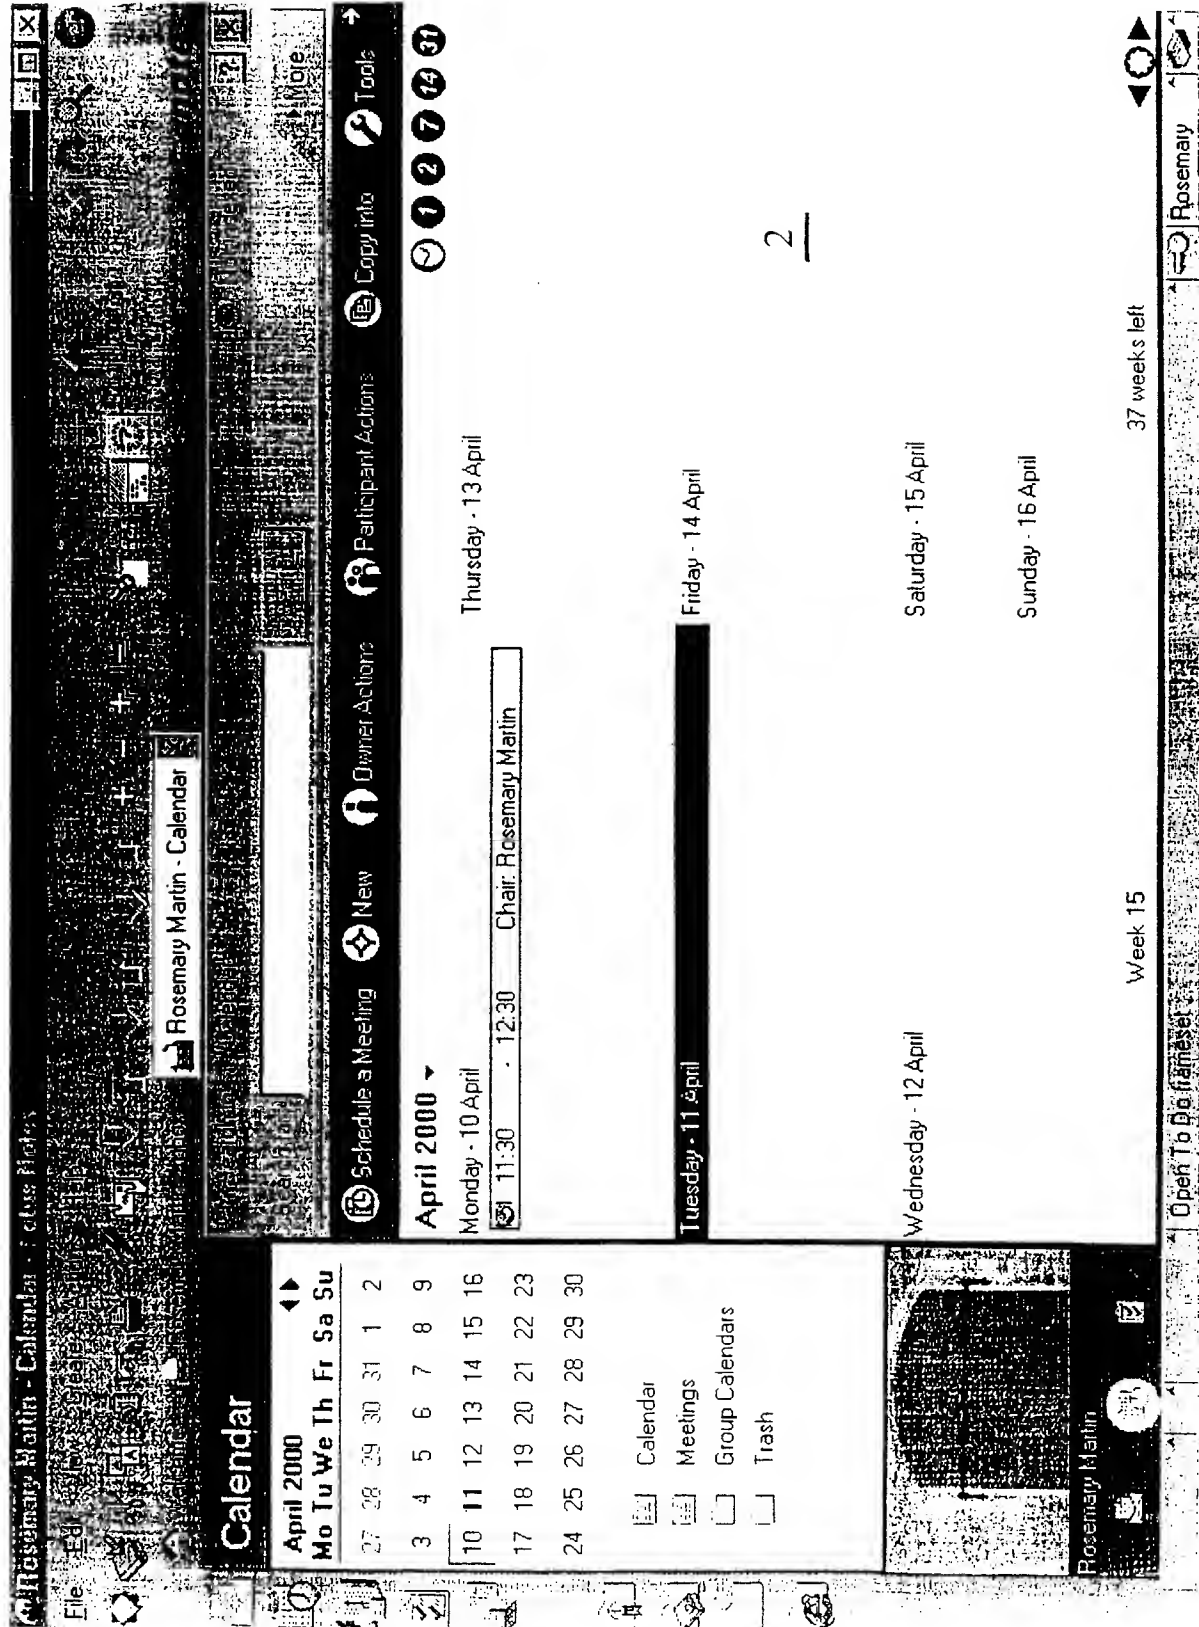 Rosemary Martin - Calendar - Lotus Notes
File Edit View Create
Rosemary Martin - Calendar
Calendar
More
Schedule a Meeting New Owner Actions Participant Actions Copy into Tools
April 2000
Mo Tu We Th Fr Sa Su
27 28 29 30 31 1 2
3 4 5 6 7 8 9
10 11 12 13 14 15 16
17 18 19 20 21 22 23
24 25 26 27 28 29 30
Calendar
Meetings
Group Calendars
Trash
Rosemary Martin
April 2000
1 2 7 14 31
Monday - 10 April
11:30 - 12:30 Chair: Rosemary Martin
Tuesday - 11 April
Wednesday - 12 April
Thursday - 13 April
Friday - 14 April
Saturday - 15 April
Sunday - 16 April
2
Week 15
37 weeks left
Open To Do frameset
Rosemary